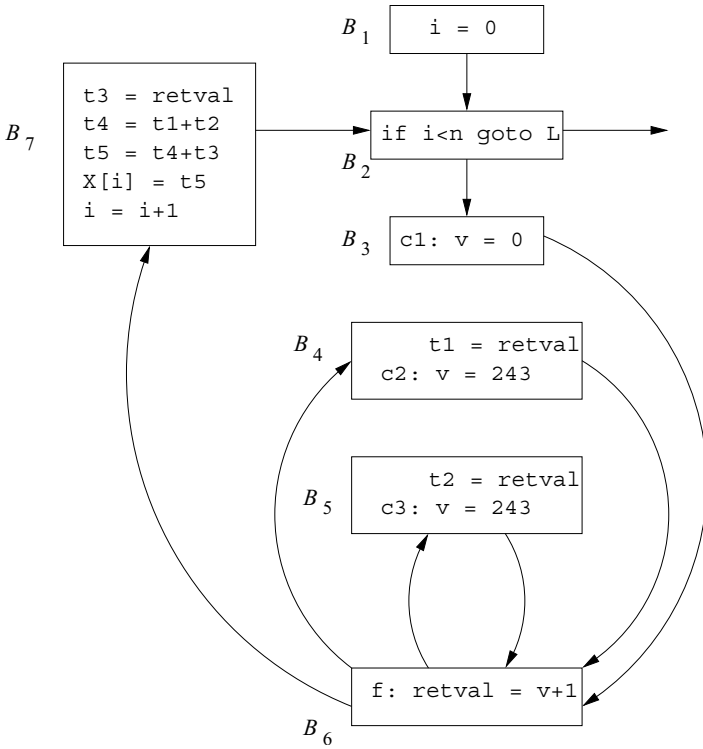 B1
i = 0
B7
t3 = retval
t4 = t1+t2
t5 = t4+t3
X[i] = t5
i = i+1
if i<n goto L
B2
B3
c1: v = 0
B4
t1 = retval
c2: v = 243
B5
t2 = retval
c3: v = 243
f: retval = v+1
B6